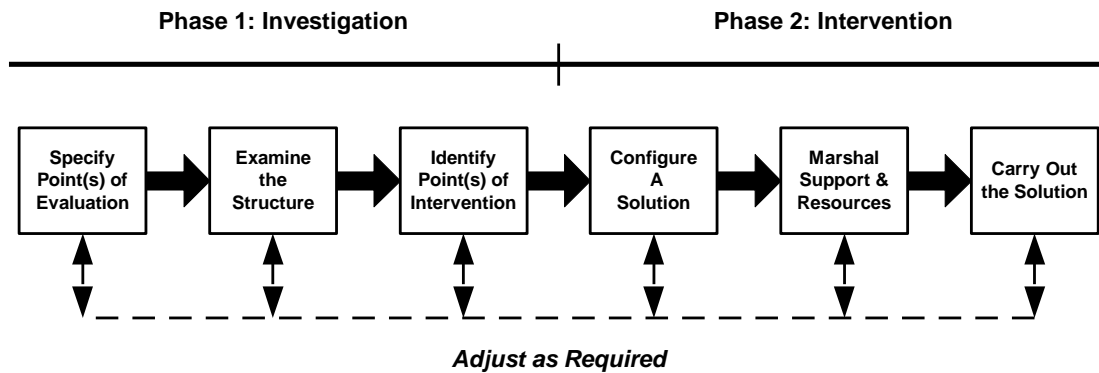 Phase 1: Investigation
Phase 2: Intervention
Specify
Point(s) of
Evaluation
Examine
the
Structure
Identify
Point(s) of
Intervention
Configure
A
Solution
Marshal
Support &
Resources
Carry Out
the Solution
Adjust as Required